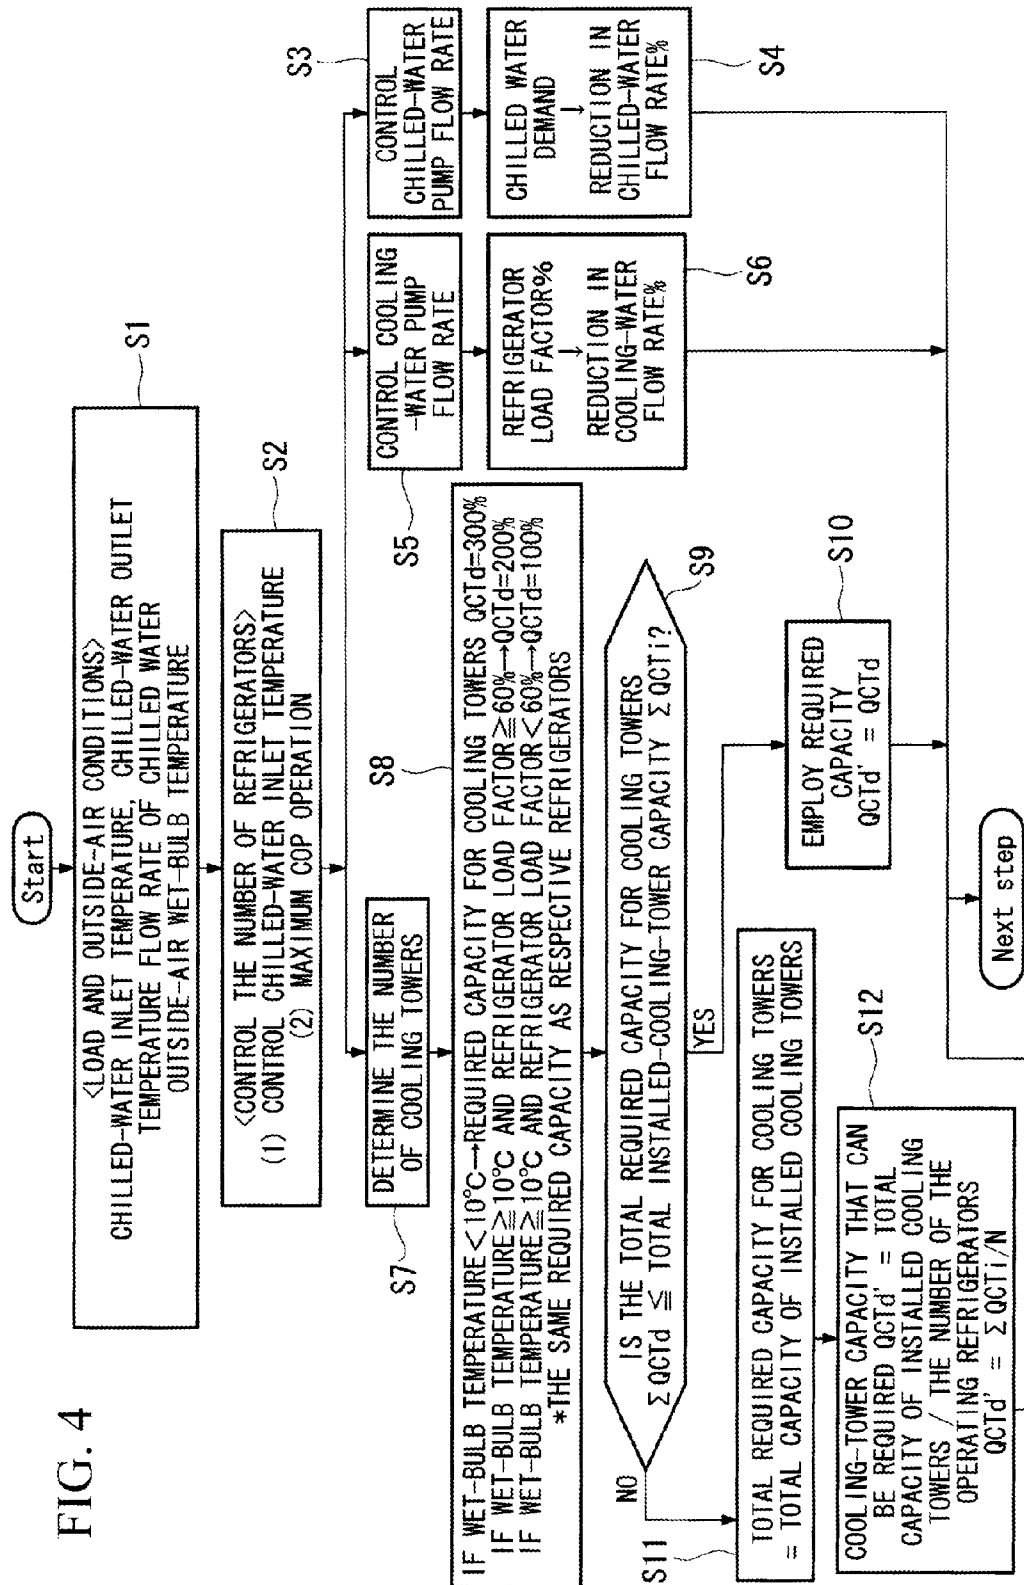 FIG. 4
Start
S1
<LOAD AND OUTSIDE-AIR CONDITIONS>
CHILLED-WATER INLET TEMPERATURE, CHILLED-WATER OUTLET
TEMPERATURE FLOW RATE OF CHILLED WATER
OUTSIDE-AIR WET-BULB TEMPERATURE
S2
<CONTROL THE NUMBER OF REFRIGERATORS>
(1) CONTROL CHILLED-WATER INLET TEMPERATURE
(2) MAXIMUM COP OPERATION
S7
DETERMINE THE NUMBER
OF COOLING TOWERS
S5
CONTROL COOLING
-WATER PUMP
FLOW RATE
S3
CONTROL
CHILLED-WATER
PUMP FLOW RATE
S8
IF WET-BULB TEMPERATURE<10°C→REQUIRED CAPACITY FOR COOLING TOWERS QCTd=300%
IF WET-BULB TEMPERATURE≧10°C AND REFRIGERATOR LOAD FACTOR≧60%→QCTd=200%
IF WET-BULB TEMPERATURE≧10°C AND REFRIGERATOR LOAD FACTOR<60%→QCTd=100%
*THE SAME REQUIRED CAPACITY AS RESPECTIVE REFRIGERATORS
S6
REFRIGERATOR
LOAD FACTOR%
↓
REDUCTION IN
COOLING-WATER
FLOW RATE%
S4
CHILLED WATER
DEMAND
↓
REDUCTION IN
CHILLED-WATER
FLOW RATE%
S9
IS THE TOTAL REQUIRED CAPACITY FOR COOLING TOWERS
ΣQCTd ≦ TOTAL INSTALLED-COOLING-TOWER CAPACITY ΣQCTi?
NO
YES
S11
TOTAL REQUIRED CAPACITY FOR COOLING TOWERS
= TOTAL CAPACITY OF INSTALLED COOLING TOWERS
S10
EMPLOY REQUIRED
CAPACITY
QCTd' = QCTd
S12
COOLING-TOWER CAPACITY THAT CAN
BE REQUIRED QCTd' = TOTAL
CAPACITY OF INSTALLED COOLING
TOWERS / THE NUMBER OF THE
OPERATING REFRIGERATORS
QCTd' = ΣQCTi/N
Next step